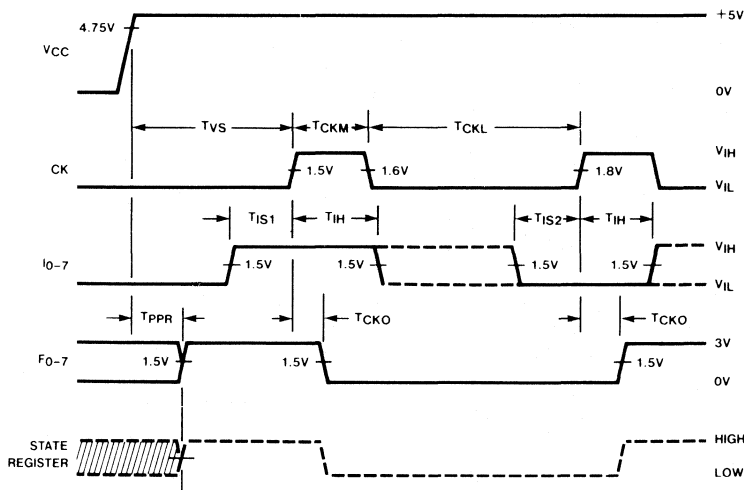 +5V
4.75V
VCC
0V
TVS
TCKM
TCKL
VIH
CK
1.5V
1.6V
1.8V
VIL
TIS1
TIH
TIS2
TIH
VIH
I0-7
1.5V
1.5V
1.5V
1.5V
VIL
TPPR
TCKO
TCKO
3V
F0-7
1.5V
1.5V
1.5V
0V
STATE
REGISTER
HIGH
LOW